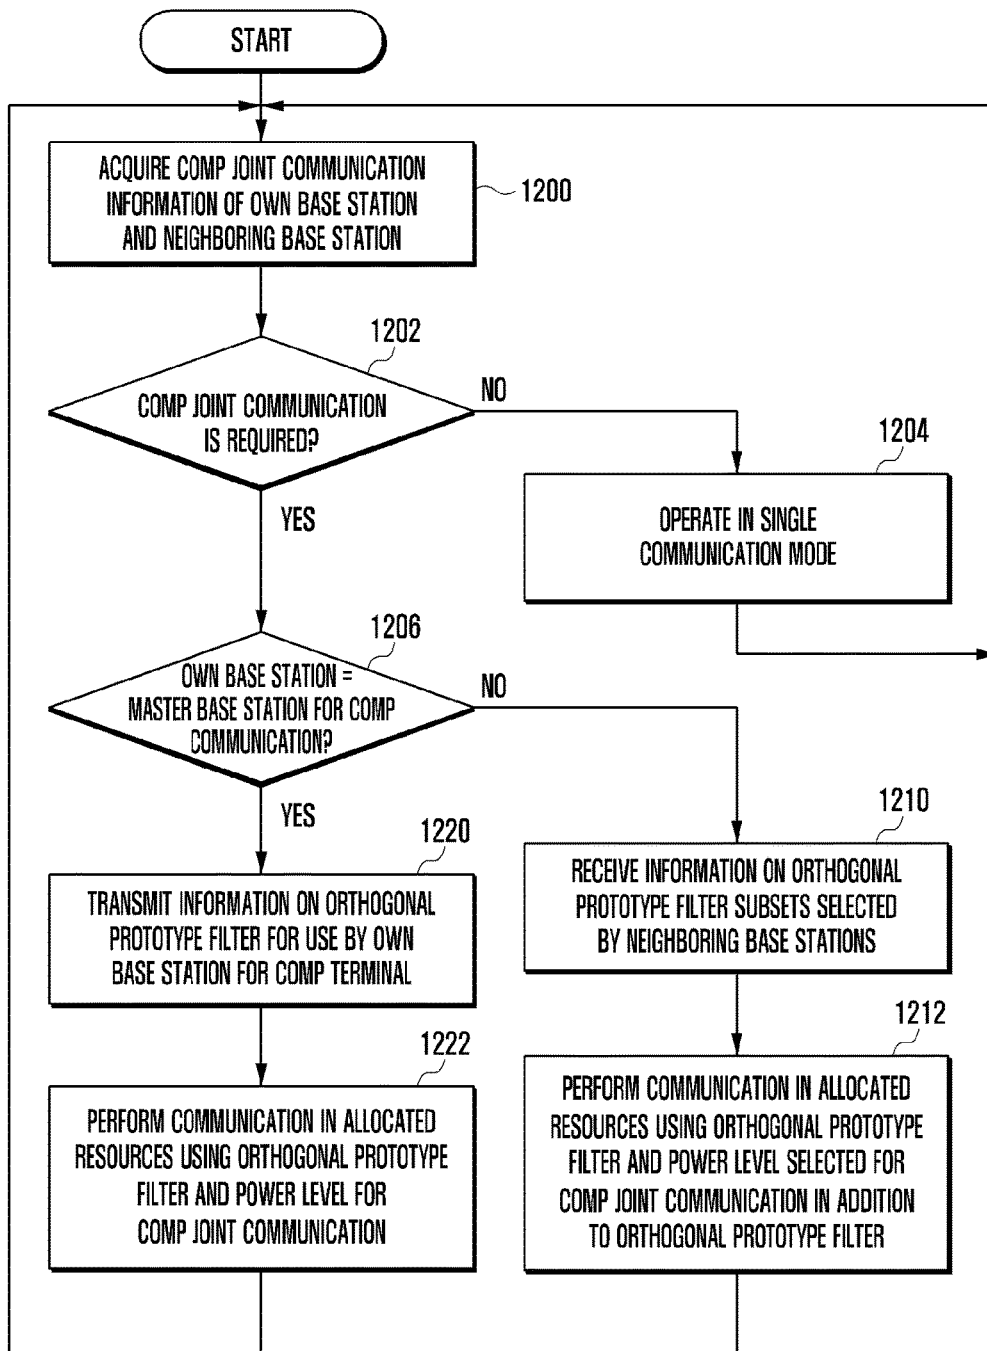 START
ACQUIRE COMP JOINT COMMUNICATION
INFORMATION OF OWN BASE STATION
AND NEIGHBORING BASE STATION
1200
1202
COMP JOINT COMMUNICATION
IS REQUIRED?
NO
YES
1204
OPERATE IN SINGLE
COMMUNICATION MODE
1206
OWN BASE STATION =
MASTER BASE STATION FOR COMP
COMMUNICATION?
NO
YES
1220
TRANSMIT INFORMATION ON ORTHOGONAL
PROTOTYPE FILTER FOR USE BY OWN
BASE STATION FOR COMP TERMINAL
1210
RECEIVE INFORMATION ON ORTHOGONAL
PROTOTYPE FILTER SUBSETS SELECTED
BY NEIGHBORING BASE STATIONS
1222
PERFORM COMMUNICATION IN ALLOCATED
RESOURCES USING ORTHOGONAL PROTOTYPE
FILTER AND POWER LEVEL FOR
COMP JOINT COMMUNICATION
1212
PERFORM COMMUNICATION IN ALLOCATED
RESOURCES USING ORTHOGONAL PROTOTYPE
FILTER AND POWER LEVEL SELECTED FOR
COMP JOINT COMMUNICATION IN ADDITION
TO ORTHOGONAL PROTOTYPE FILTER